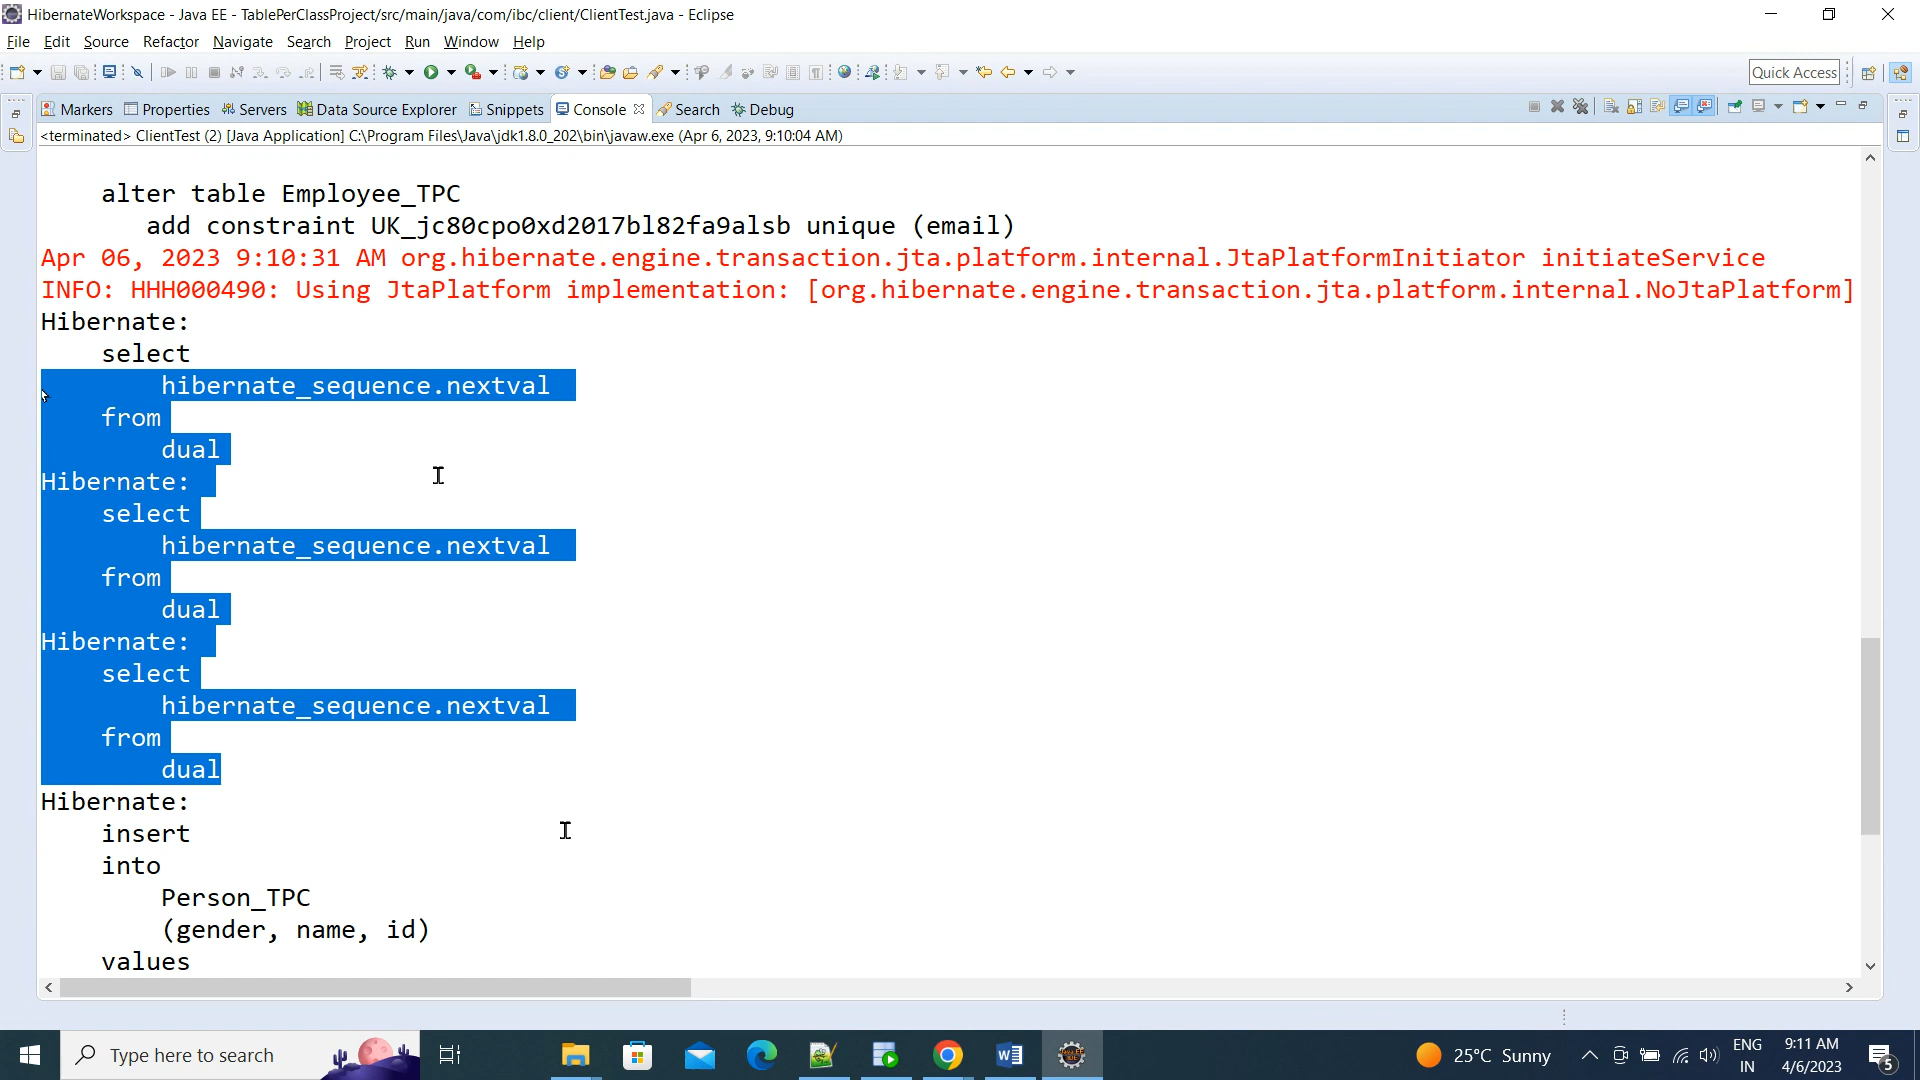 HibernateWorkspace - Java EE - TablePerClassProject/src/main/java/com/ibc/client/ClientTest.java - Eclipse
File Edit Source Refactor Navigate Search Project Run Window Help
Quick Access
Markers Properties Servers Data Source Explorer Snippets Console Search Debug
<terminated> ClientTest (2) [Java Application] C:\Program Files\Java\jdk1.8.0_202\bin\javaw.exe (Apr 6, 2023, 9:10:04 AM)
alter table Employee_TPC
add constraint UK_jc80cpo0xd2017bl82fa9alsb unique (email)
Apr 06, 2023 9:10:31 AM org.hibernate.engine.transaction.jta.platform.internal.JtaPlatformInitiator initiateService
INFO: HHH000490: Using JtaPlatform implementation: [org.hibernate.engine.transaction.jta.platform.internal.NoJtaPlatform]
Hibernate:
select
hibernate_sequence.nextval
from
dual
Hibernate:
select
hibernate_sequence.nextval
from
dual
Hibernate:
select
hibernate_sequence.nextval
from
dual
Hibernate:
insert
into
Person_TPC
(gender, name, id)
values
Type here to search
25°C Sunny
ENG
IN
9:11 AM
4/6/2023
5